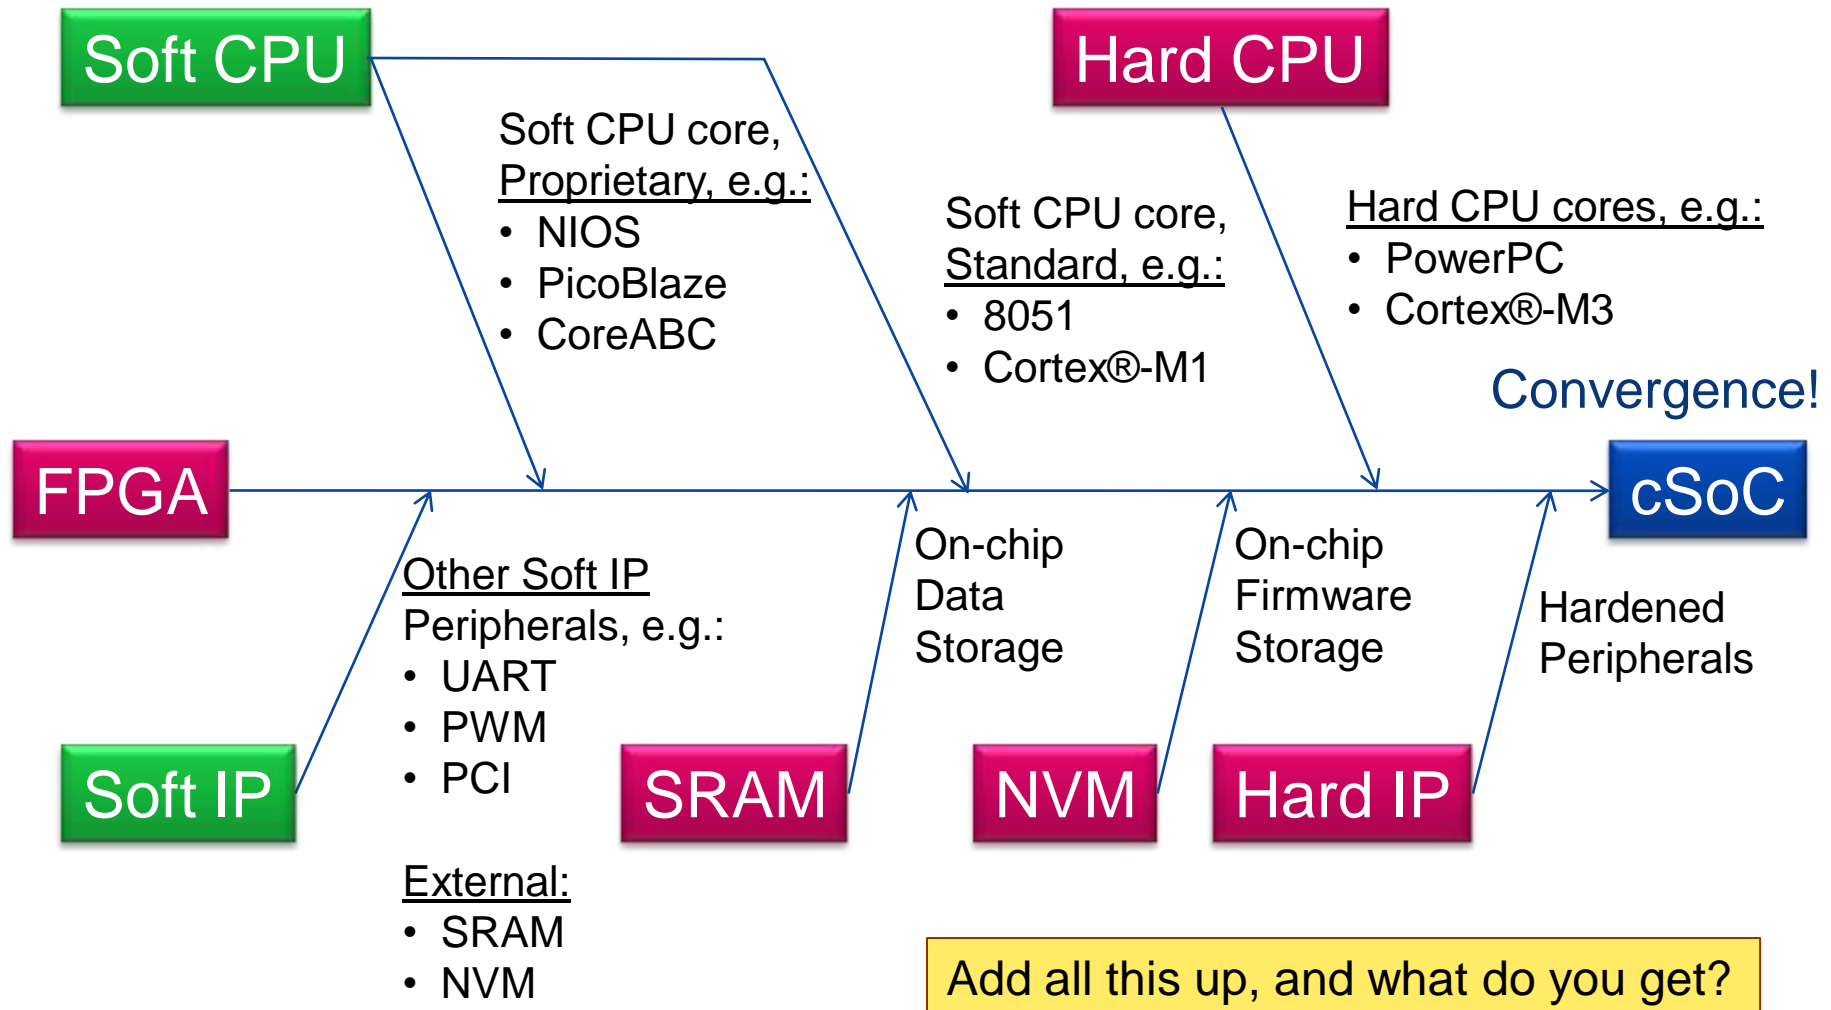 Soft CPU
Hard CPU
Soft CPU core,
Proprietary, e.g.:
• NIOS
• PicoBlaze
• CoreABC
Soft CPU core,
Standard, e.g.:
• 8051
• Cortex®-M1
Hard CPU cores, e.g.:
• PowerPC
• Cortex®-M3
Convergence!
FPGA
cSoC
Other Soft IP
Peripherals, e.g.:
• UART
• PWM
• PCI
On-chip
Data
Storage
On-chip
Firmware
Storage
Hardened
Peripherals
Soft IP
SRAM
NVM
Hard IP
External:
• SRAM
• NVM
Add all this up, and what do you get?